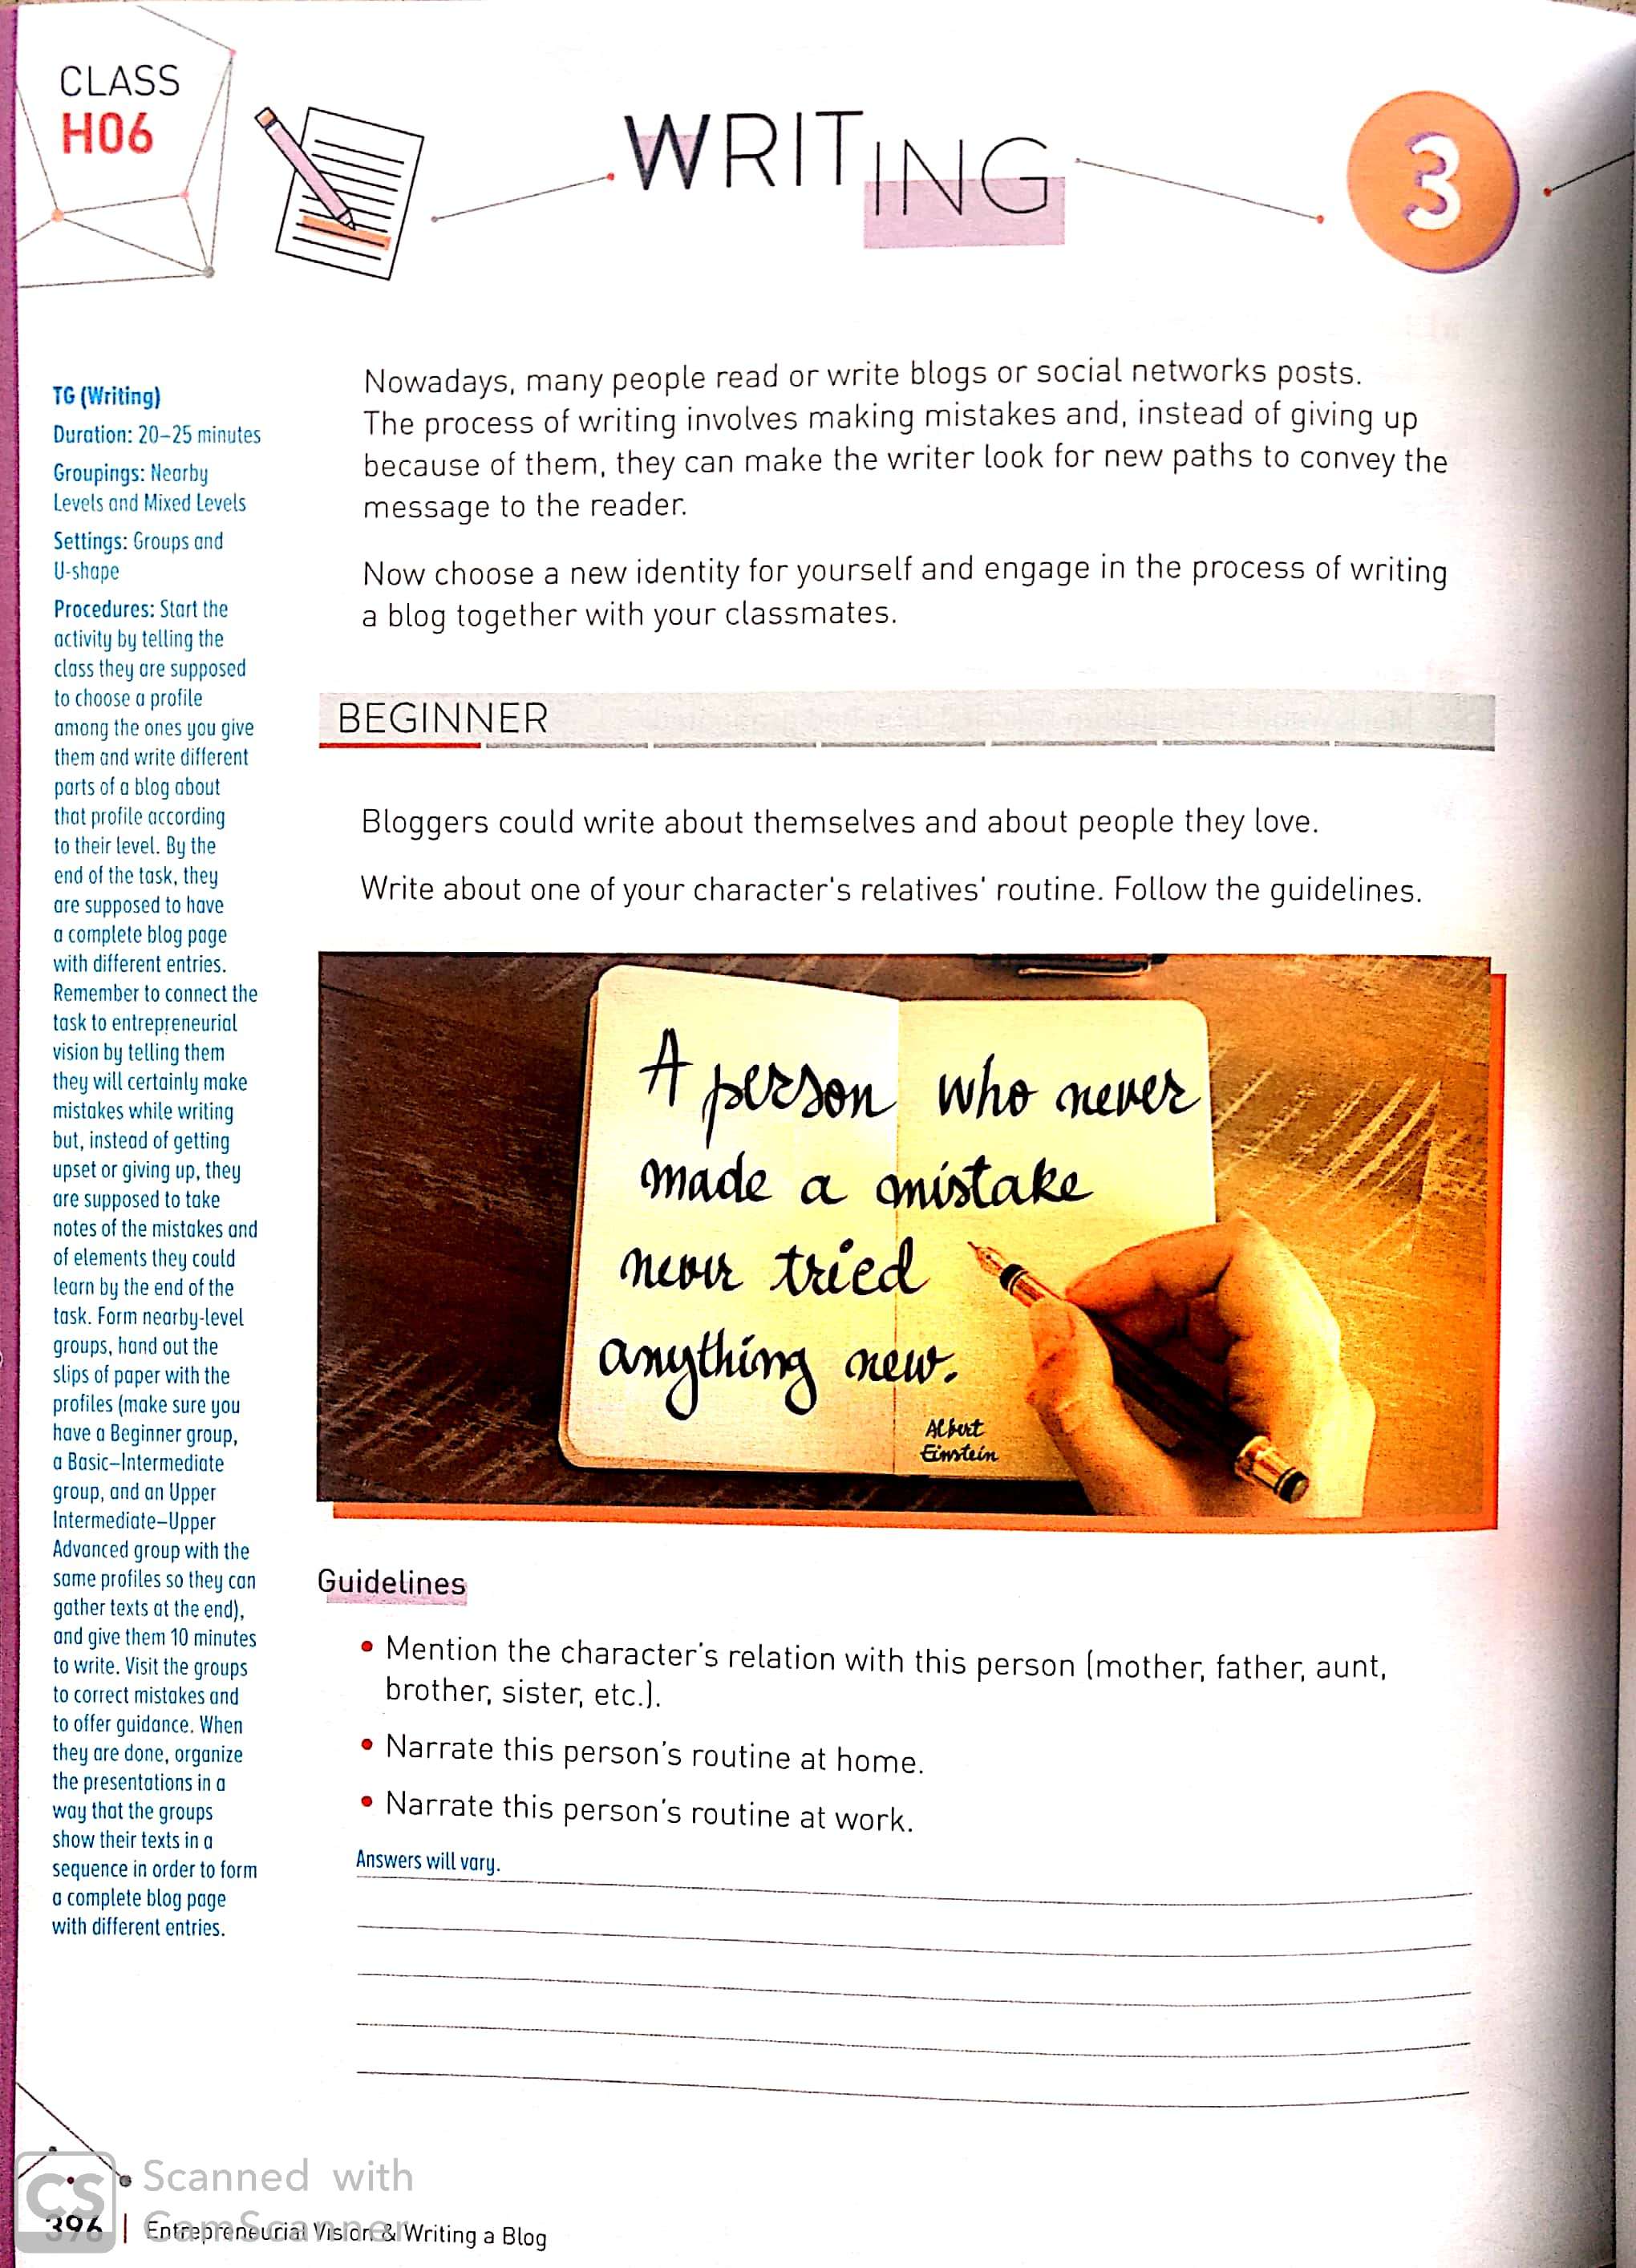 CLASS
H06
WRITING
3
TG (Writing)
Duration: 20–25 minutes
Groupings: Nearby
Levels and Mixed Levels
Settings: Groups and
U-shape
Procedures: Start the
activity by telling the
class they are supposed
to choose a profile
among the ones you give
them and write different
parts of a blog about
that profile according
to their level. By the
end of the task, they
are supposed to have
a complete blog page
with different entries.
Remember to connect the
task to entrepreneurial
vision by telling them
they will certainly make
mistakes while writing
but, instead of getting
upset or giving up, they
are supposed to take
notes of the mistakes and
of elements they could
learn by the end of the
task. Form nearby-level
groups, hand out the
slips of paper with the
profiles (make sure you
have a Beginner group,
a Basic–Intermediate
group, and an Upper
Intermediate–Upper
Advanced group with the
same profiles so they can
gather texts at the end),
and give them 10 minutes
to write. Visit the groups
to correct mistakes and
to offer guidance. When
they are done, organize
the presentations in a
way that the groups
show their texts in a
sequence in order to form
a complete blog page
with different entries.
Nowadays, many people read or write blogs or social networks posts.
The process of writing involves making mistakes and, instead of giving up
because of them, they can make the writer look for new paths to convey the
message to the reader.
Now choose a new identity for yourself and engage in the process of writing
a blog together with your classmates.
BEGINNER
Bloggers could write about themselves and about people they love.
Write about one of your character's relatives' routine. Follow the guidelines.
A person who never
made a mistake
never tried
anything new.
Albert
Einstein
Guidelines
• Mention the character's relation with this person (mother, father, aunt,
brother, sister, etc.).
• Narrate this person's routine at home.
• Narrate this person's routine at work.
Answers will vary.
CS Scanned with
CamScanner
396 | Entrepreneurial Vision & Writing a Blog